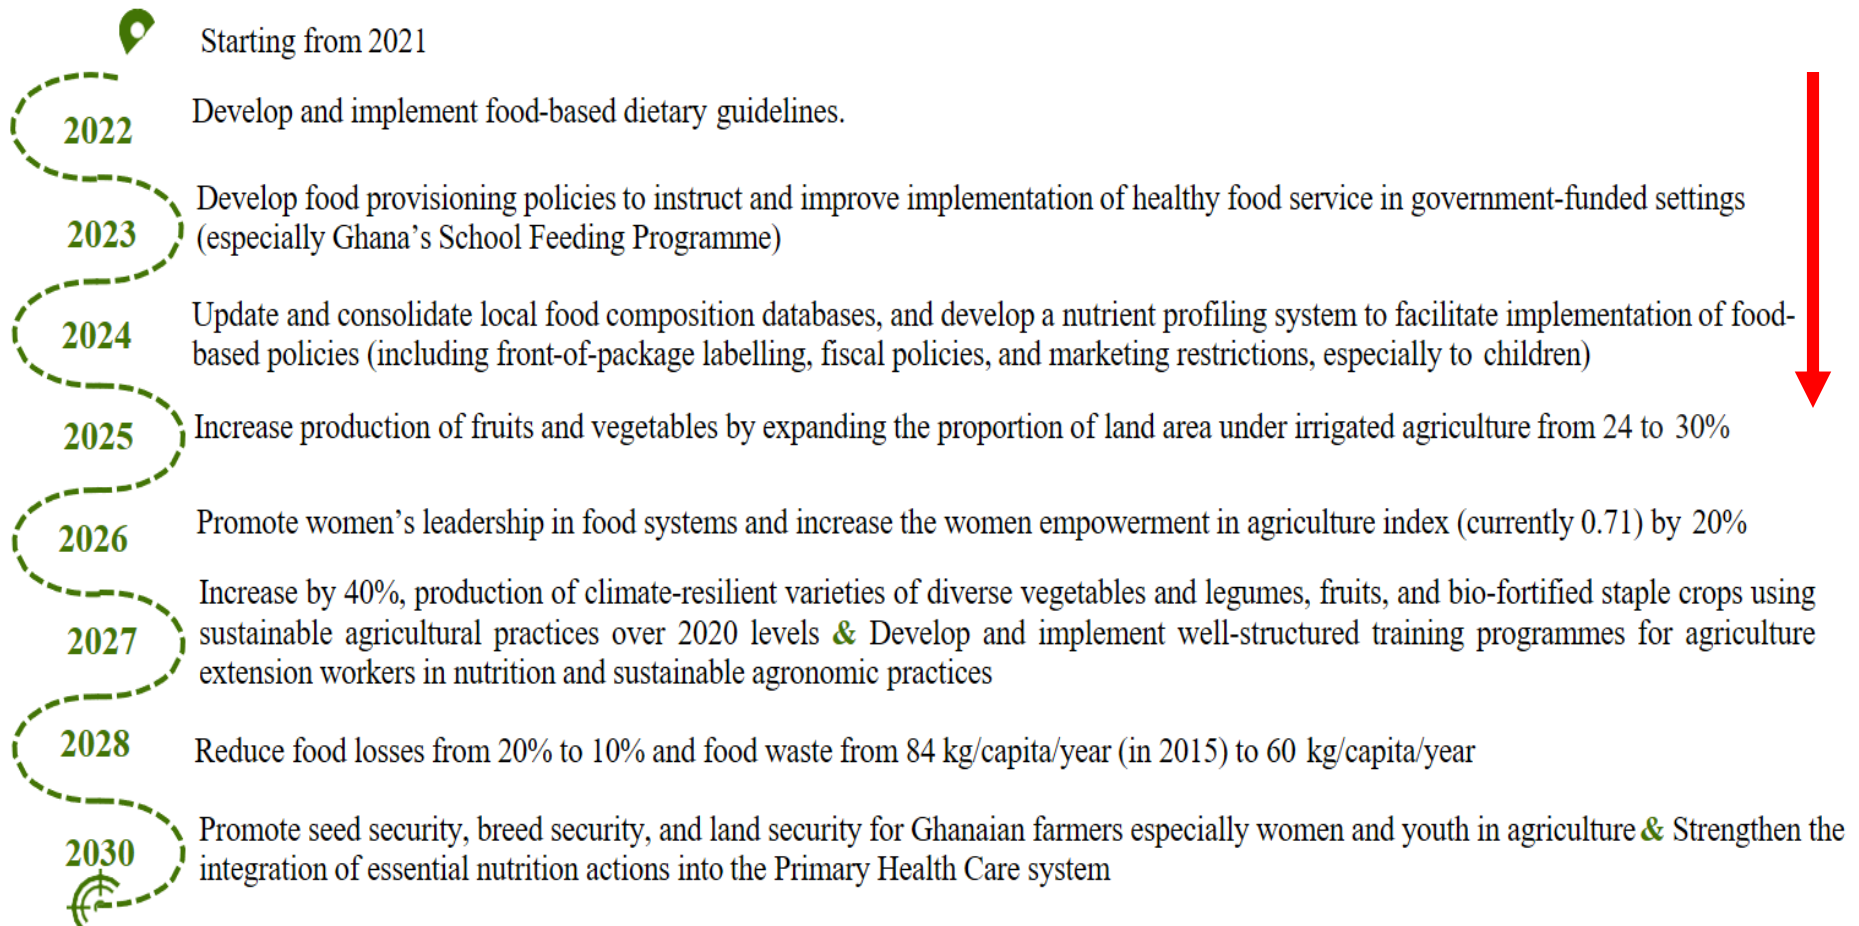 Starting from 2021
2022
Develop and implement food-based dietary guidelines.
2023
Develop food provisioning policies to instruct and improve implementation of healthy food service in government-funded settings
(especially Ghana’s School Feeding Programme)
2024
Update and consolidate local food composition databases, and develop a nutrient profiling system to facilitate implementation of food-
based policies (including front-of-package labelling, fiscal policies, and marketing restrictions, especially to children)
2025
Increase production of fruits and vegetables by expanding the proportion of land area under irrigated agriculture from 24 to 30%
2026
Promote women’s leadership in food systems and increase the women empowerment in agriculture index (currently 0.71) by 20%
2027
Increase by 40%, production of climate-resilient varieties of diverse vegetables and legumes, fruits, and bio-fortified staple crops using
sustainable agricultural practices over 2020 levels & Develop and implement well-structured training programmes for agriculture
extension workers in nutrition and sustainable agronomic practices
2028
Reduce food losses from 20% to 10% and food waste from 84 kg/capita/year (in 2015) to 60 kg/capita/year
2030
Promote seed security, breed security, and land security for Ghanaian farmers especially women and youth in agriculture & Strengthen the
integration of essential nutrition actions into the Primary Health Care system